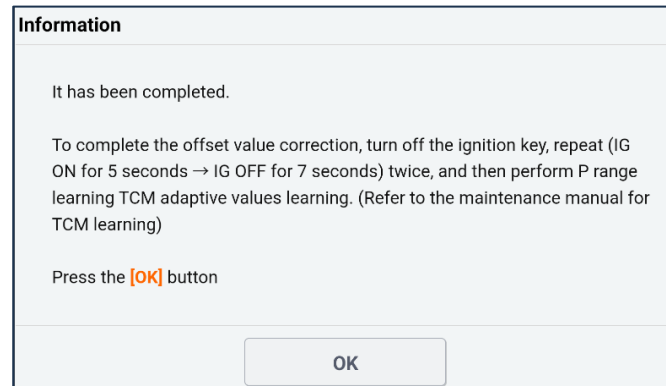 Information
It has been completed.
To complete the offset value correction, turn off the ignition key, repeat (IG
ON for 5 seconds → IG OFF for 7 seconds) twice, and then perform P range
learning TCM adaptive values learning. (Refer to the maintenance manual for
TCM learning)
Press the [OK] button
OK